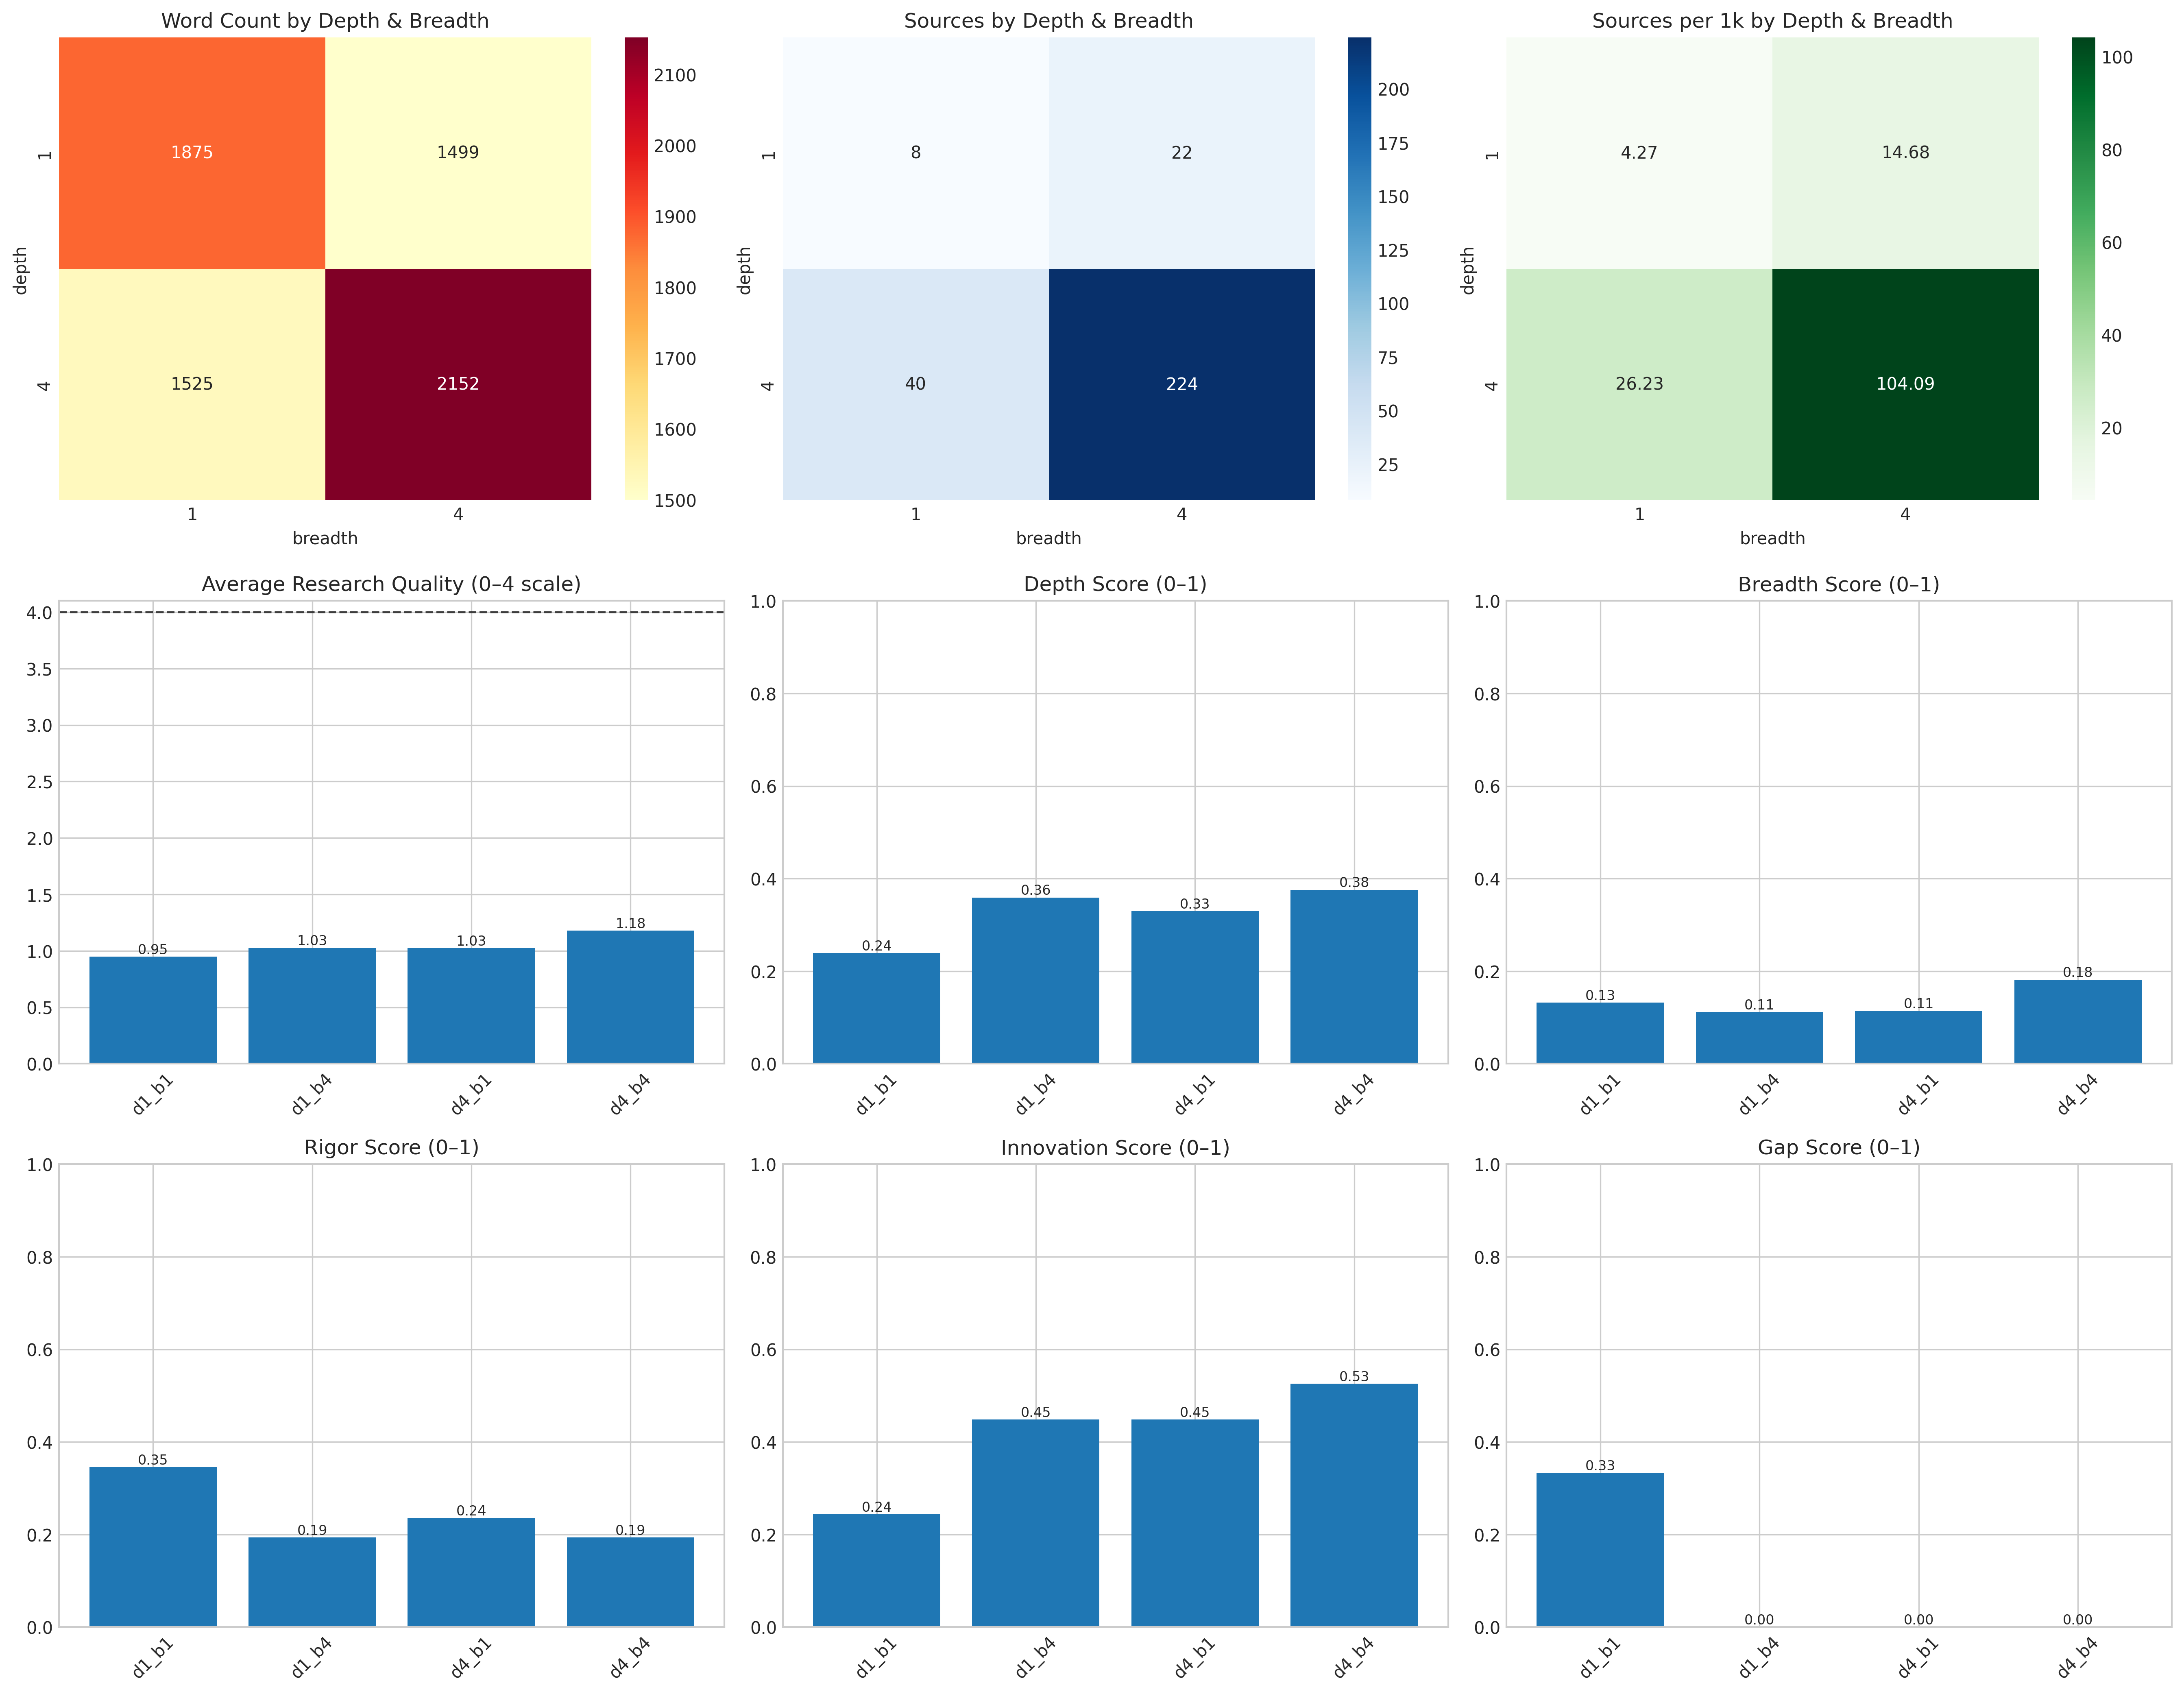 Word Count by Depth & Breadth
1875
1499
1525
2152
1
4
depth
1
4
breadth
2100
2000
1900
1800
1700
1600
1500
Sources by Depth & Breadth
8
22
40
224
1
4
depth
1
4
breadth
200
175
150
125
100
75
50
25
Sources per 1k by Depth & Breadth
4.27
14.68
26.23
104.09
1
4
depth
1
4
breadth
100
80
60
40
20
Average Research Quality (0–4 scale)
4.0
3.5
3.0
2.5
2.0
1.5
1.0
0.5
0.0
0.95
1.03
1.03
1.18
d1_b1
d1_b4
d4_b1
d4_b4
Depth Score (0–1)
1.0
0.8
0.6
0.4
0.2
0.0
0.24
0.36
0.33
0.38
d1_b1
d1_b4
d4_b1
d4_b4
Breadth Score (0–1)
1.0
0.8
0.6
0.4
0.2
0.0
0.13
0.11
0.11
0.18
d1_b1
d1_b4
d4_b1
d4_b4
Rigor Score (0–1)
1.0
0.8
0.6
0.4
0.2
0.0
0.35
0.19
0.24
0.19
d1_b1
d1_b4
d4_b1
d4_b4
Innovation Score (0–1)
1.0
0.8
0.6
0.4
0.2
0.0
0.24
0.45
0.45
0.53
d1_b1
d1_b4
d4_b1
d4_b4
Gap Score (0–1)
1.0
0.8
0.6
0.4
0.2
0.0
0.33
0.00
0.00
0.00
d1_b1
d1_b4
d4_b1
d4_b4